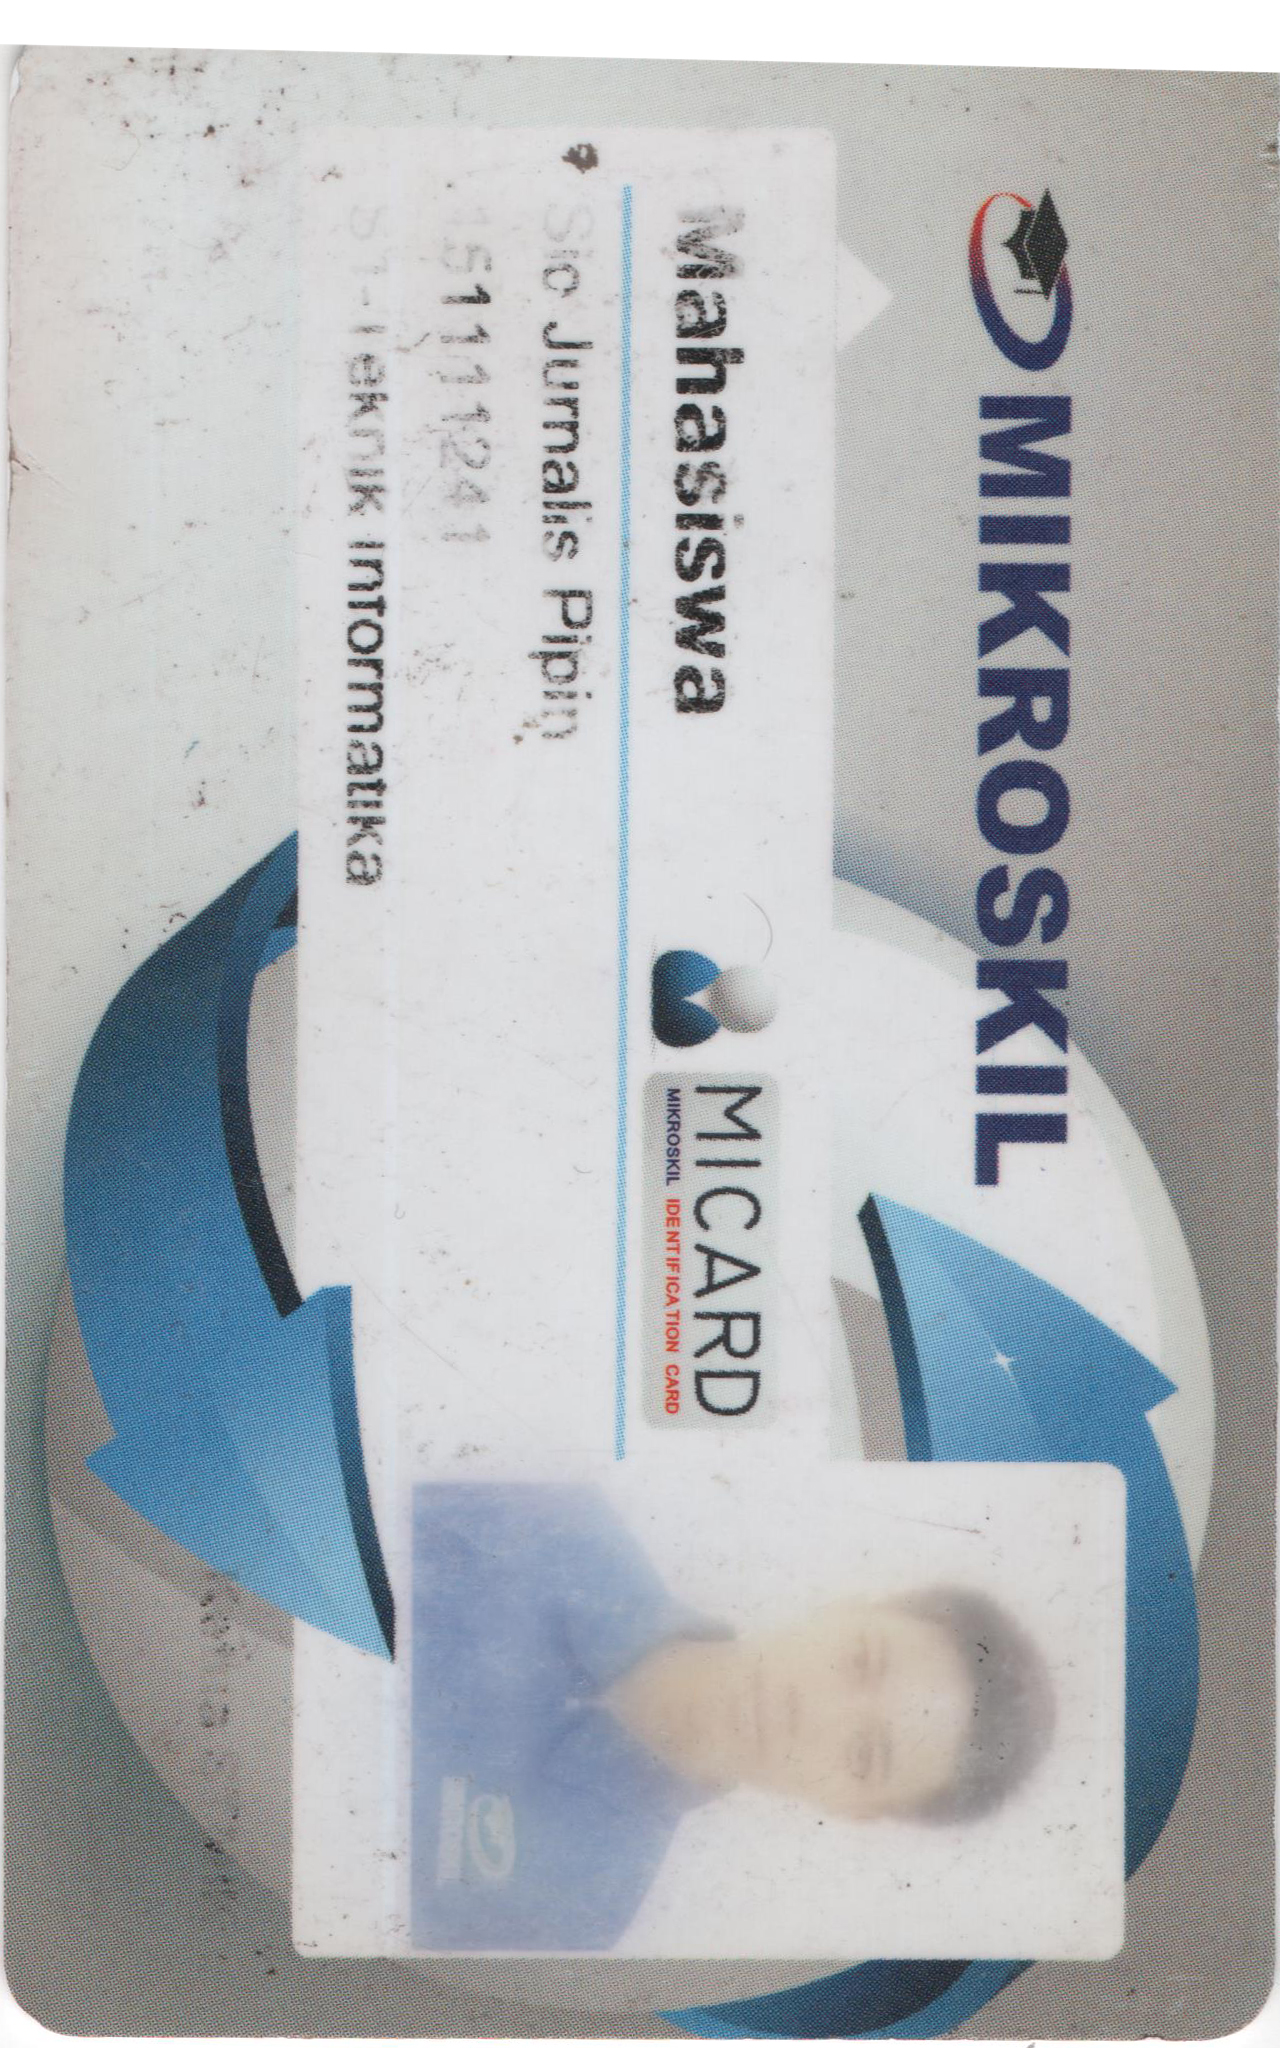 MIKROSKIL
Mahasiswa
MICARD
MIKROSKIL IDENTIFICATION CARD
Sio Jurnalis Pipin
151111241
S1-Teknik Informatika